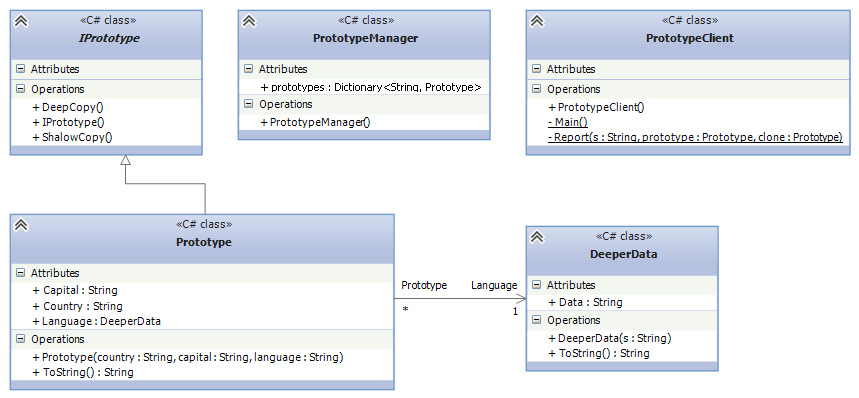 «C# class»
IPrototype
Attributes
Operations
+ DeepCopy()
+ IPrototype()
+ ShalowCopy()
«C# class»
PrototypeManager
Attributes
+ prototypes : Dictionary<String, Prototype>
Operations
+ PrototypeManager()
«C# class»
PrototypeClient
Attributes
Operations
+ PrototypeClient()
- Main()
- Report(s : String, prototype : Prototype, clone : Prototype)
«C# class»
Prototype
Attributes
+ Capital : String
+ Country : String
+ Language : DeeperData
Operations
+ Prototype(country : String, capital : String, language : String)
+ ToString() : String
Prototype
Language
*
1
«C# class»
DeeperData
Attributes
+ Data : String
Operations
+ DeeperData(s : String)
+ ToString() : String